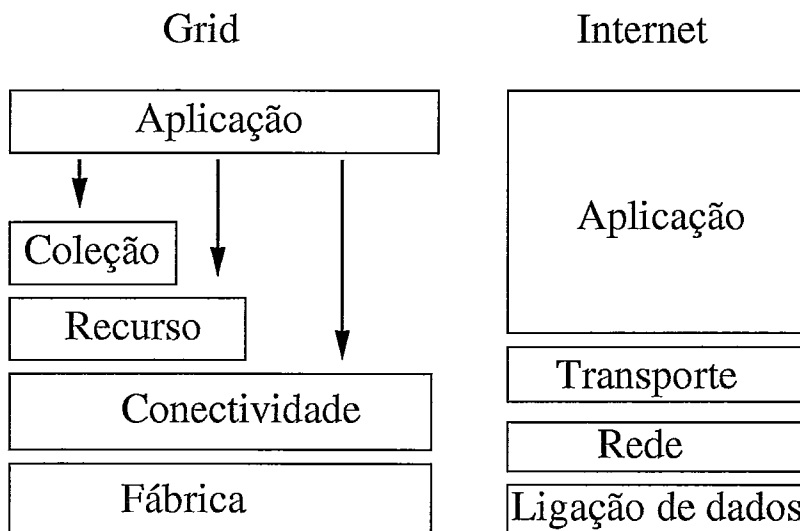 Grid
Aplicação
Coleção
Recurso
Conectividade
Fábrica
Internet
Aplicação
Transporte
Rede
Ligação de dados